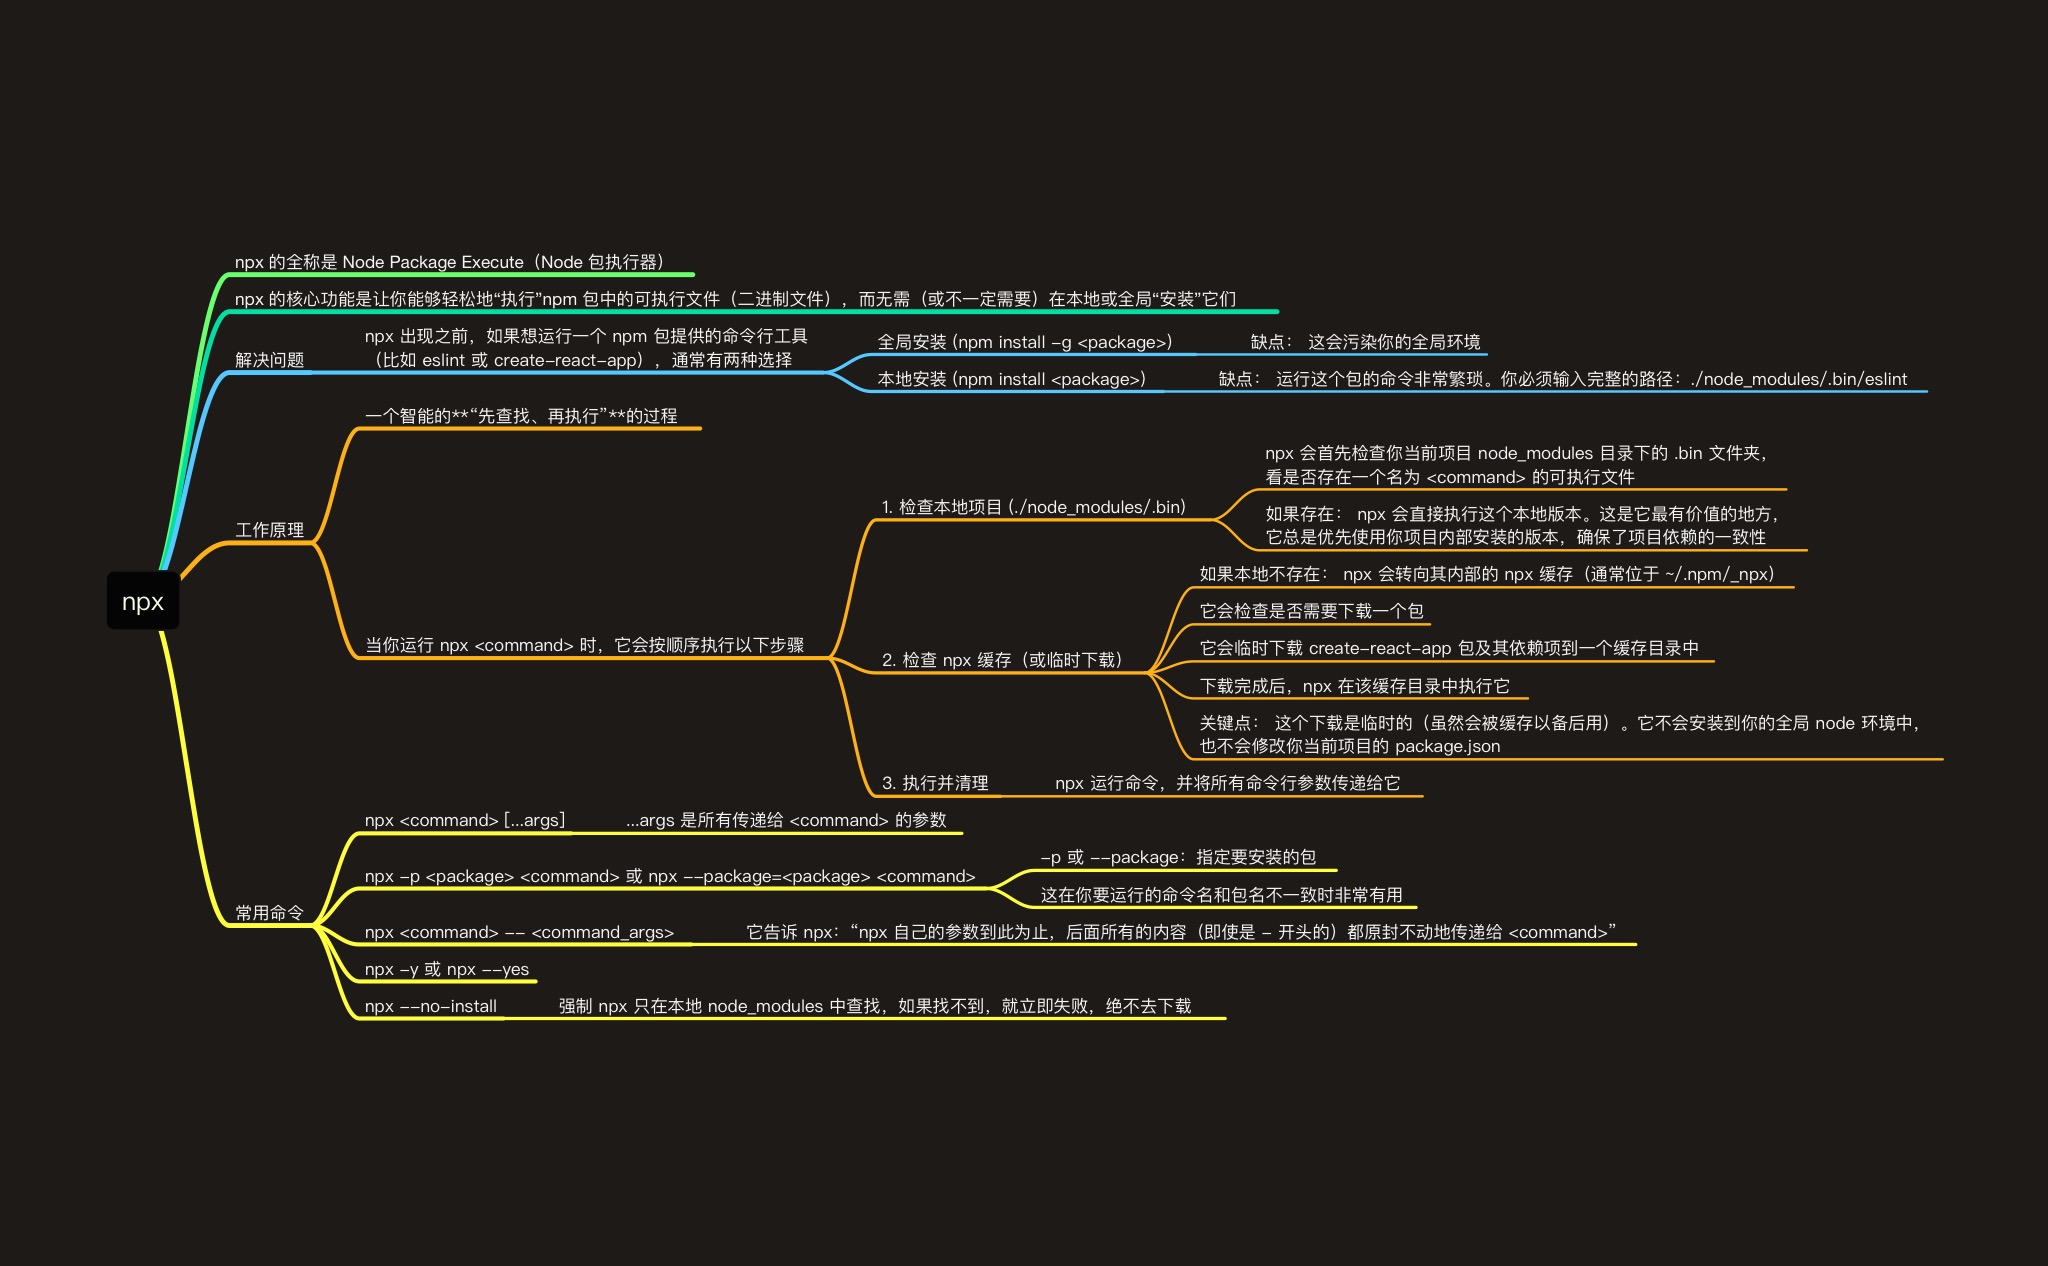 npx
npx 的全称是 Node Package Execute（Node 包执行器）
npx 的核心功能是让你能够轻松地“执行”npm 包中的可执行文件（二进制文件），而无需（或不一定需要）在本地或全局“安装”它们
解决问题
npx 出现之前，如果想运行一个 npm 包提供的命令行工具
（比如 eslint 或 create-react-app），通常有两种选择
全局安装 (npm install -g <package>)
缺点： 这会污染你的全局环境
本地安装 (npm install <package>)
缺点： 运行这个包的命令非常繁琐。你必须输入完整的路径：./node_modules/.bin/eslint
工作原理
一个智能的**“先查找、再执行”**的过程
当你运行 npx <command> 时，它会按顺序执行以下步骤
1. 检查本地项目 (./node_modules/.bin)
npx 会首先检查你当前项目 node_modules 目录下的 .bin 文件夹，
看是否存在一个名为 <command> 的可执行文件
如果存在： npx 会直接执行这个本地版本。这是它最有价值的地方，
它总是优先使用你项目内部安装的版本，确保了项目依赖的一致性
2. 检查 npx 缓存（或临时下载）
如果本地不存在： npx 会转向其内部的 npx 缓存（通常位于 ~/.npm/_npx）
它会检查是否需要下载一个包
它会临时下载 create-react-app 包及其依赖项到一个缓存目录中
下载完成后，npx 在该缓存目录中执行它
关键点： 这个下载是临时的（虽然会被缓存以备后用）。它不会安装到你的全局 node 环境中，
也不会修改你当前项目的 package.json
3. 执行并清理
npx 运行命令，并将所有命令行参数传递给它
常用命令
npx <command> [...args]
...args 是所有传递给 <command> 的参数
npx -p <package> <command> 或 npx --package=<package> <command>
-p 或 --package：指定要安装的包
这在你要运行的命令名和包名不一致时非常有用
npx <command> -- <command_args>
它告诉 npx：“npx 自己的参数到此为止，后面所有的内容（即使是 - 开头的）都原封不动地传递给 <command>”
npx -y 或 npx --yes
npx --no-install
强制 npx 只在本地 node_modules 中查找，如果找不到，就立即失败，绝不去下载